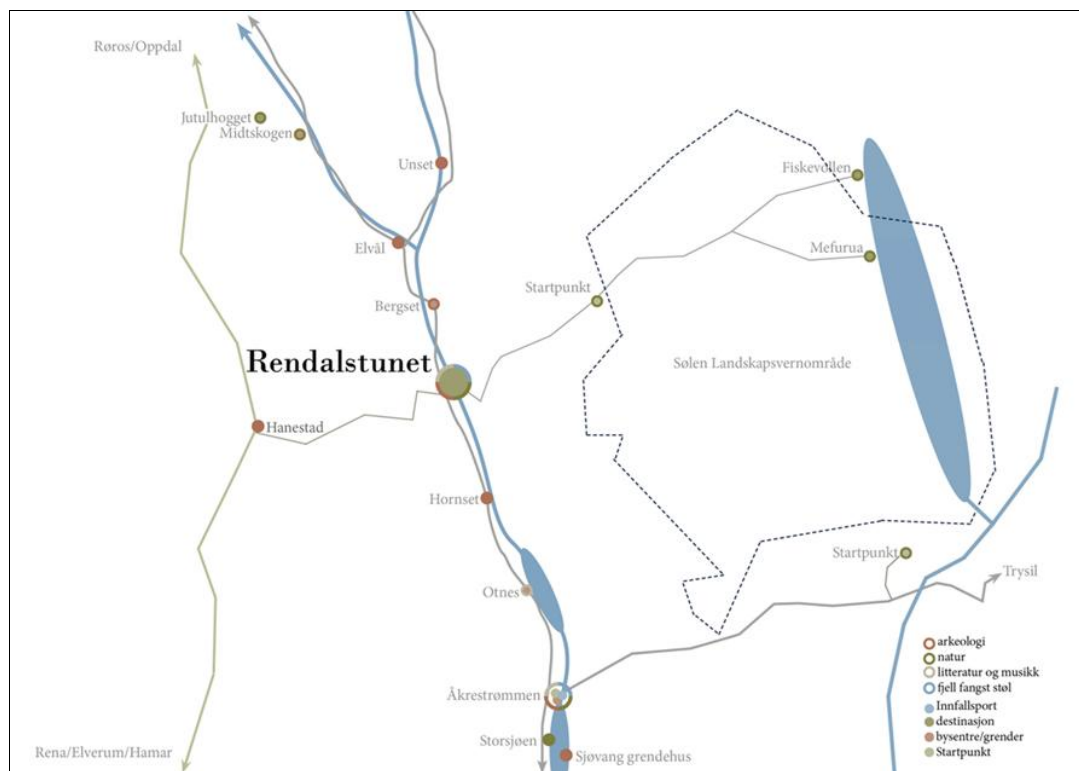 Røros/Oppdal
Jutulhogget
Midtskogen
Unset
Fiskevollen
Elvål
Mefurua
Startpunkt
Bergset
Rendalstunet
Sølen Landskapsvernområde
Hanestad
Hornset
Startpunkt
Trysil
Otnes
Åkrestrømmen
Storsjøen
Sjøvang grendehus
Rena/Elverum/Hamar
arkeologi
natur
litteratur og musikk
fjell fangst støl
Innfallsport
destinasjon
bysentre/grender
Startpunkt